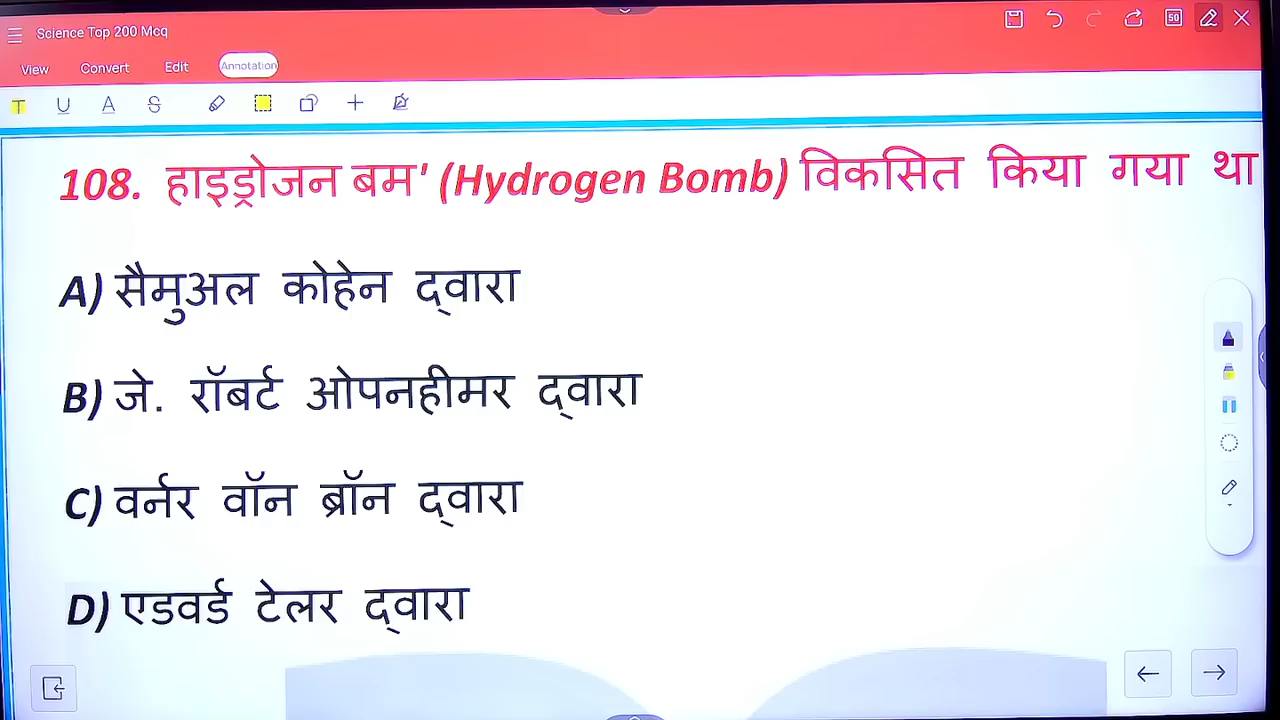 Science Top 200 Mcq
50
View Convert Edit Annotation
T U A S
108. हाइड्रोजन बम' (Hydrogen Bomb) विकसित किया गया था
A) सैमुअल कोहेन द्वारा
B) जे. रॉबर्ट ओपनहीमर द्वारा
C) वर्नर वॉन ब्रॉन द्वारा
D) एडवर्ड टेलर द्वारा